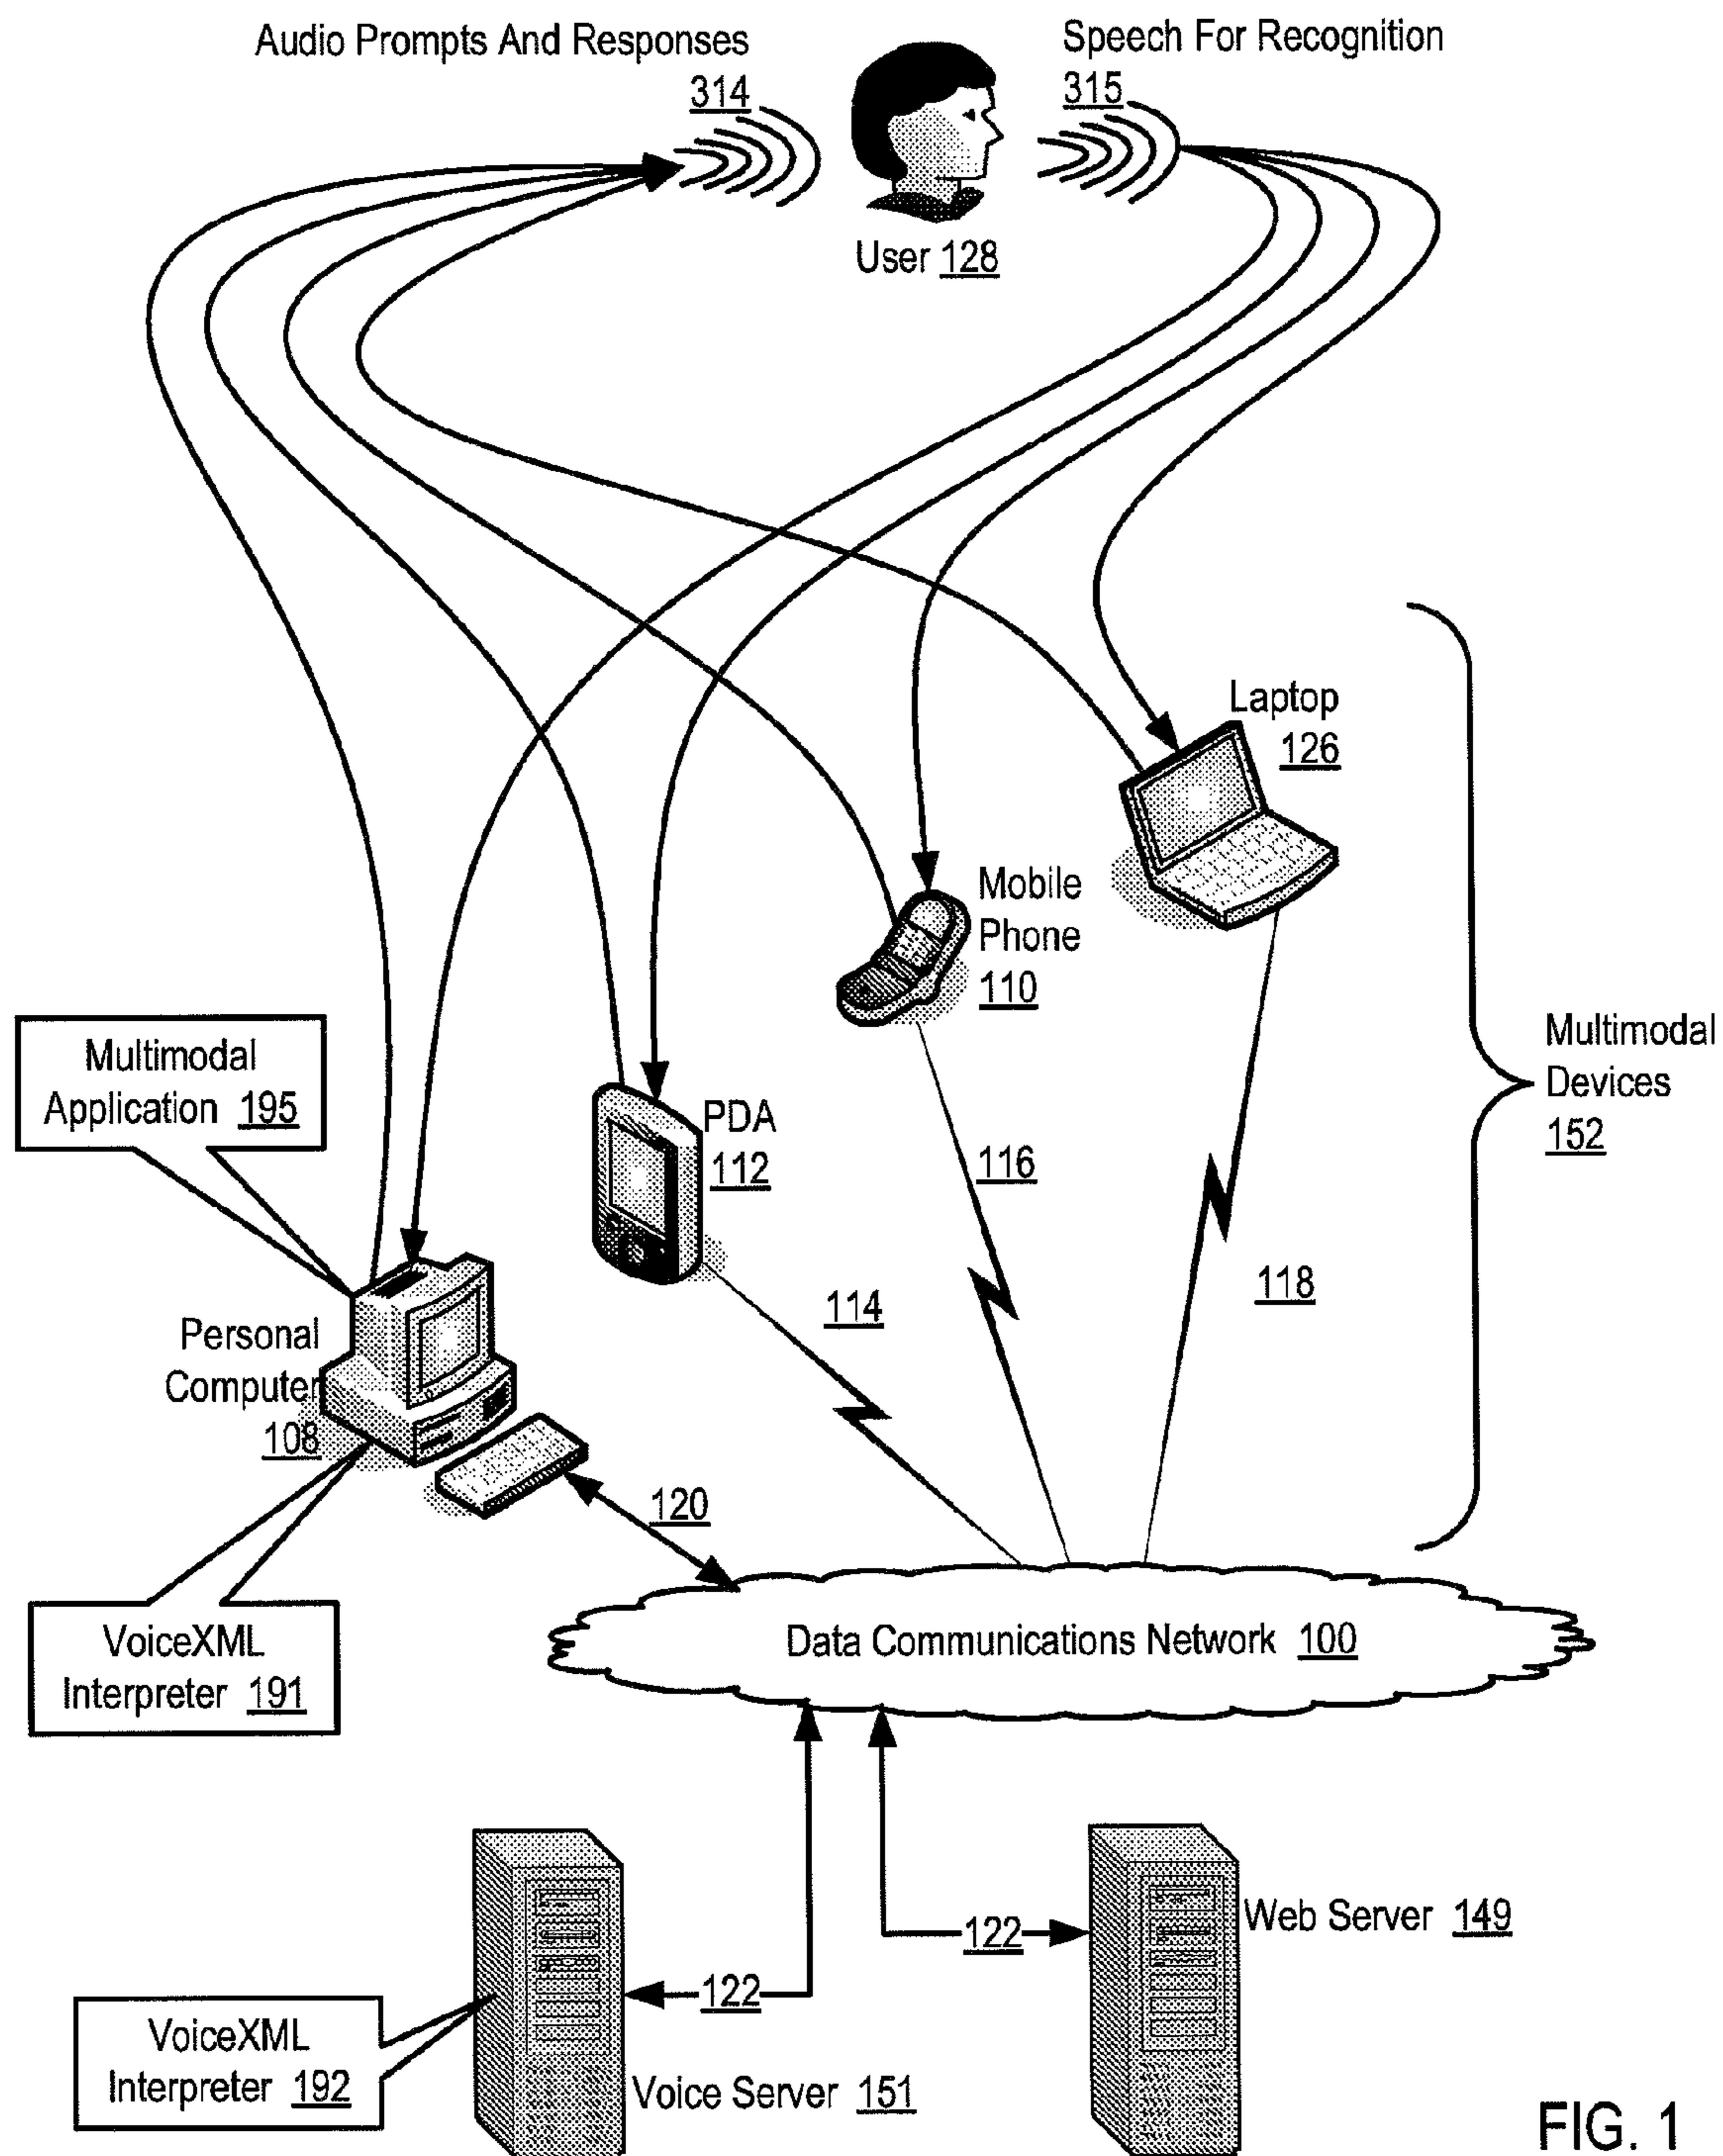 Audio Prompts And Responses
314
Speech For Recognition
315
User 128
Laptop
126
Mobile
Phone
110
Multimodal
Devices
152
Multimodal
Application 195
PDA
112
116
118
114
Personal
Computer
108
120
VoiceXML
Interpreter 191
Data Communications Network 100
122
Web Server 149
122
VoiceXML
Interpreter 192
Voice Server 151
FIG. 1